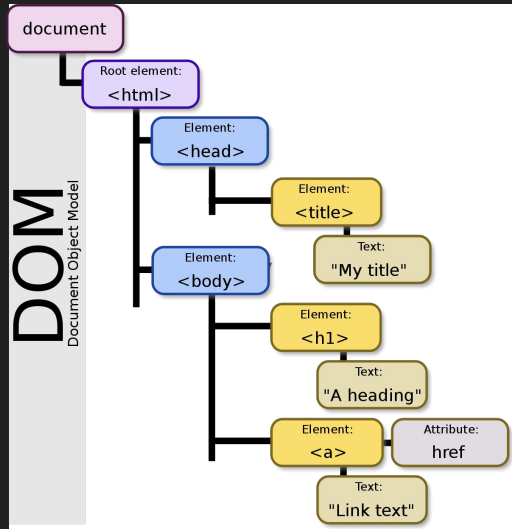 document
Root element:
<html>
Element:
<head>
Element:
<title>
Text:
"My title"
Element:
<body>
Element:
<h1>
Text:
"A heading"
Element:
<a>
Attribute:
href
Text:
"Link text"
DOM
Document Object Model